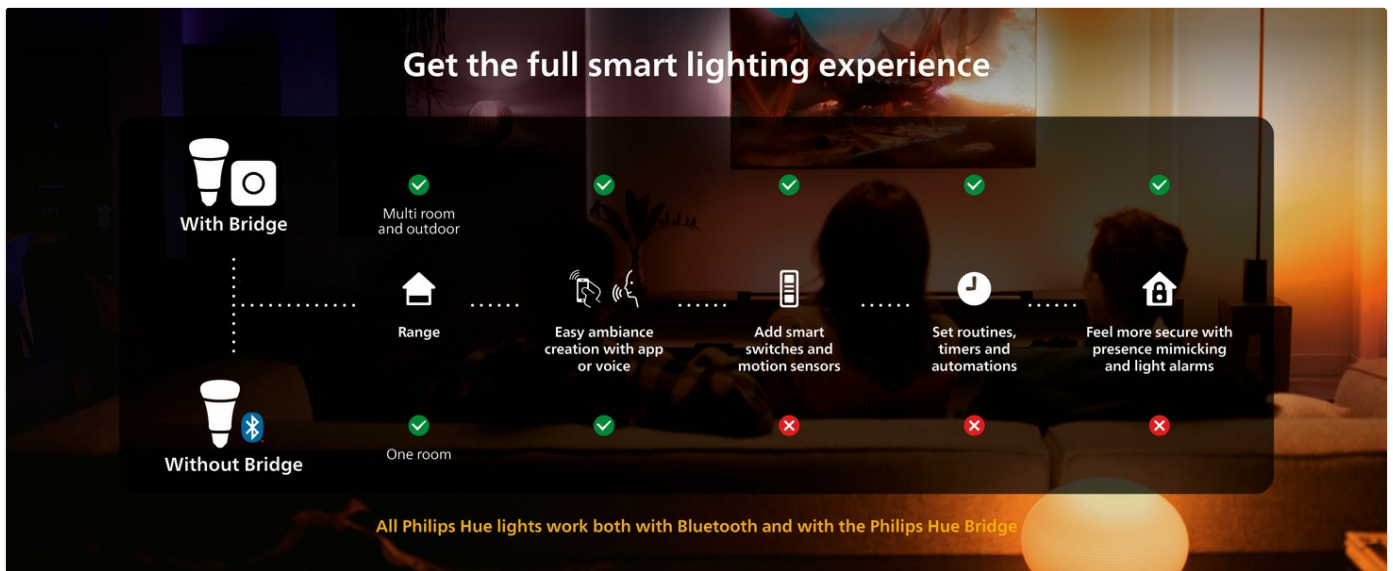 Get the full smart lighting experience
With Bridge
Multi room
and outdoor
Range
Easy ambiance
creation with app
or voice
Add smart
switches and
motion sensors
Set routines,
timers and
automations
Feel more secure with
presence mimicking
and light alarms
Without Bridge
One room
All Philips Hue lights work both with Bluetooth and with the Philips Hue Bridge